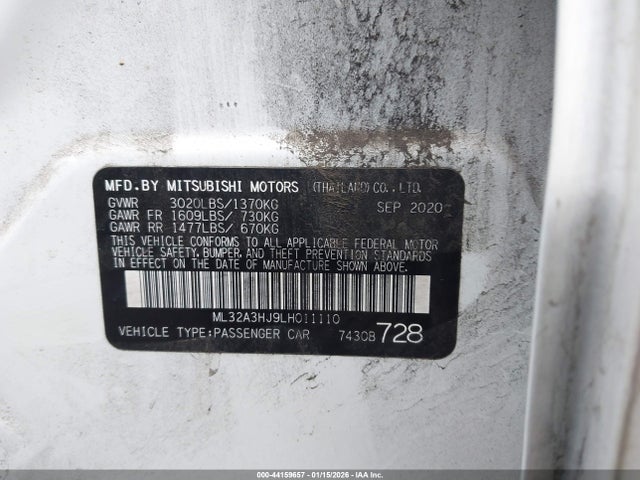 MFD.BY MITSUBISHI MOTORS (THAILAND)CO.,LTD.
GVWR 3020LBS/1370KG SEP 2020
GAWR FR 1609LBS/ 730KG
GAWR RR 1477LBS/ 670KG
THIS VEHICLE CONFORMS TO ALL APPLICABLE FEDERAL MOTOR
VEHICLE SAFETY, BUMPER, AND THEFT PREVENTION STANDARDS
IN EFFECT ON THE DATE OF MANUFACTURE SHOWN ABOVE.
ML32A3HJ9LH011110
VEHICLE TYPE:PASSENGER CAR 7430B 728
000-44159657 - 01/15/2026 - © IAA Inc